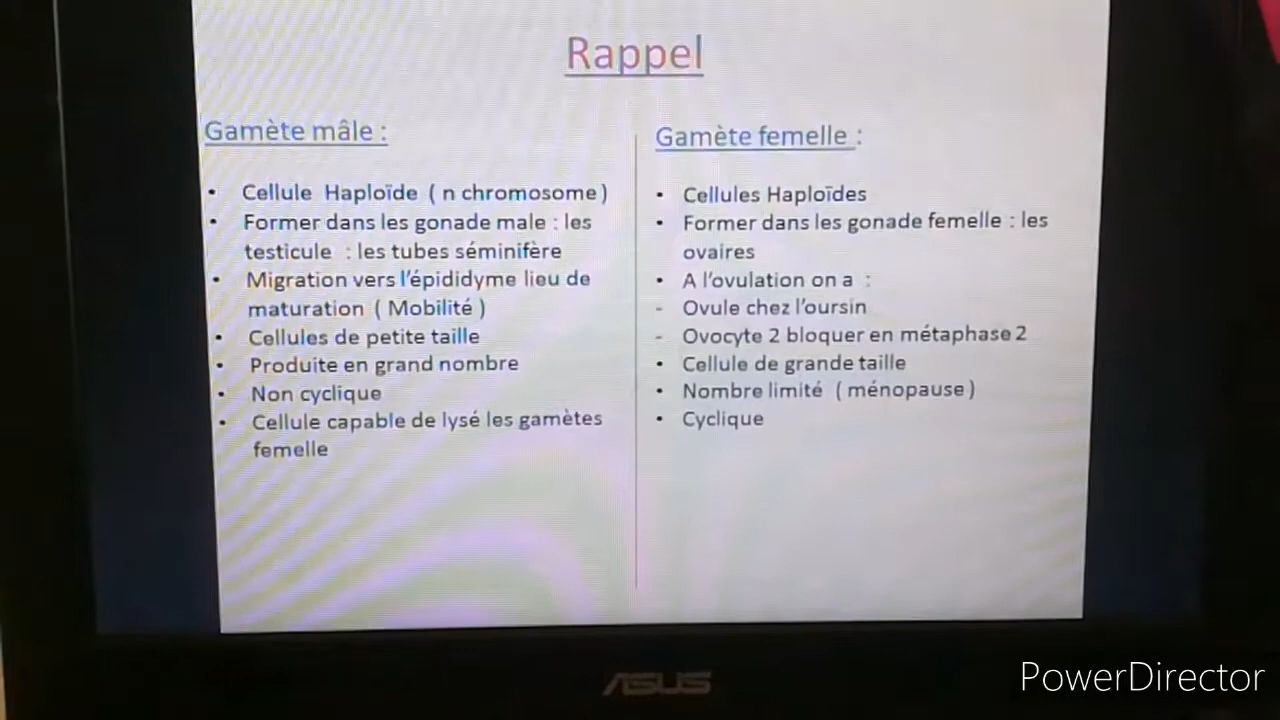 Rappel
Gamète mâle :
• Cellule Haploïde ( n chromosome )
• Former dans les gonade male : les
testicule : les tubes séminifère
• Migration vers l'épididyme lieu de
maturation ( Mobilité )
• Cellules de petite taille
• Produite en grand nombre
• Non cyclique
• Cellule capable de lysé les gamètes
femelle
Gamète femelle :
• Cellules Haploïdes
• Former dans les gonade femelle : les
ovaires
• A l'ovulation on a :
- Ovule chez l'oursin
- Ovocyte 2 bloquer en métaphase 2
• Cellule de grande taille
• Nombre limité ( ménopause )
• Cyclique
ASUS
PowerDirector